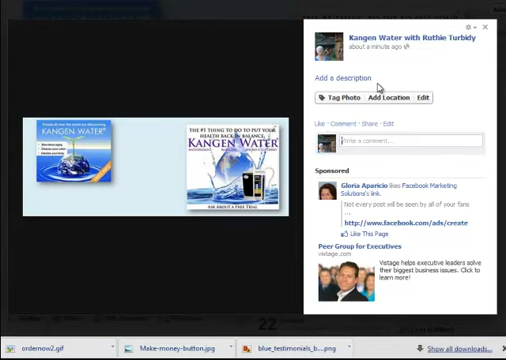 Kangen Water with Ruthie Turbidy
about a minute ago
Add a description
Tag Photo
Add Location
Edit
Like · Comment · Share · Edit
Write a comment...
KANGEN WATER
THE #1 THING TO DO TO PUT YOUR
HEALTH BACK IN BALANCE.
KANGEN WATER
ASK ABOUT A FREE TRIAL
Sponsored
Gloria Aparicio likes Facebook Marketing
Solutions's link.
Not every post will be seen by all of your fans
...
http://www.facebook.com/ads/create
Like This Page
Peer Group for Executives
vistage.com
Vistage helps executive leaders solve
their biggest business issues. Click to
learn more!
22
ordernow2.gif
Make-money-button.jpg
blue_testimonials_b....png
Show all downloads...